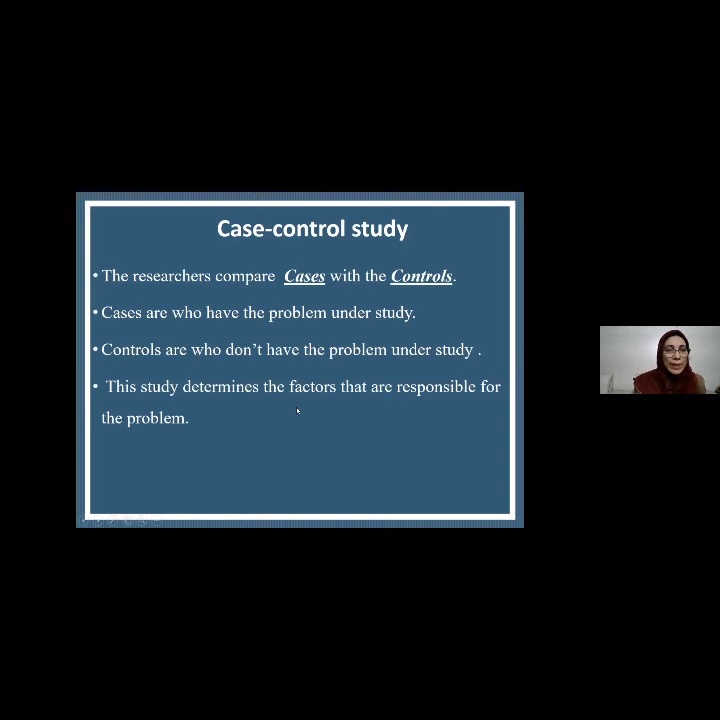 Case-control study
• The researchers compare Cases with the Controls.
• Cases are who have the problem under study.
• Controls are who don't have the problem under study .
• This study determines the factors that are responsible for
the problem.